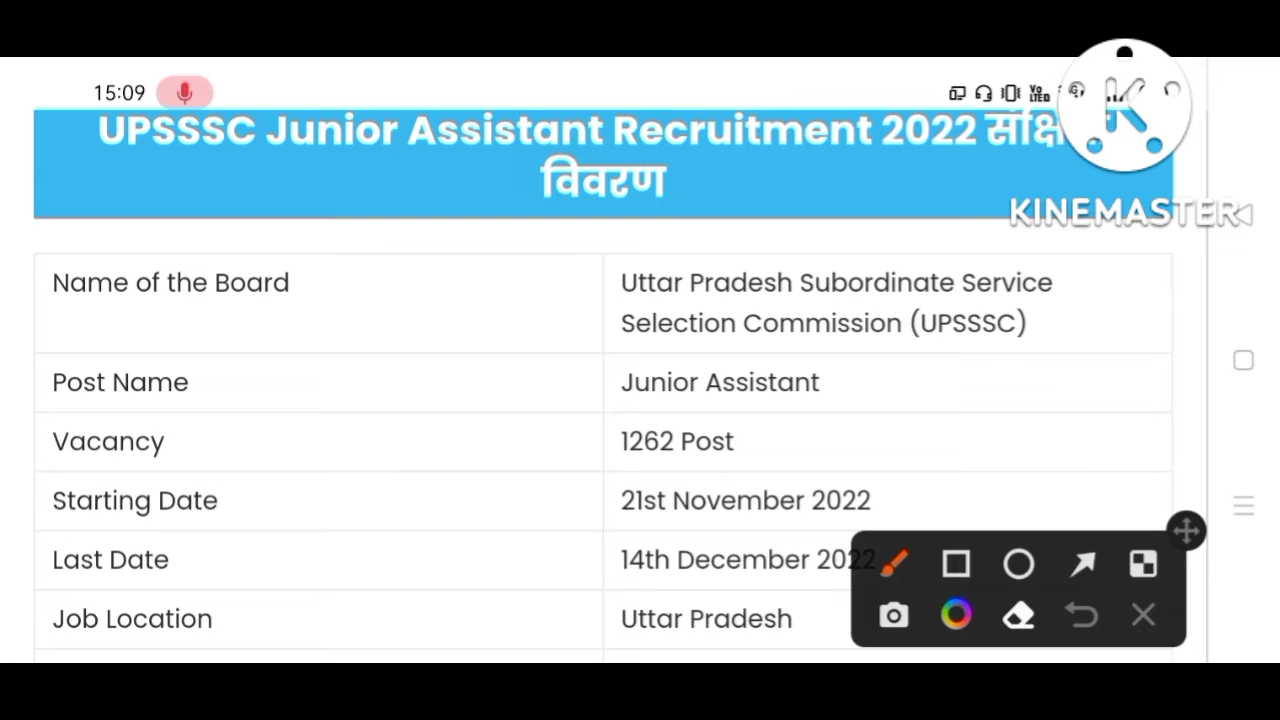 15:09
UPSSSC Junior Assistant Recruitment 2022
विवरण
KINEMASTER
Name of the Board
Uttar Pradesh Subordinate Service
Selection Commission (UPSSSC)
Post Name
Junior Assistant
Vacancy
1262 Post
Starting Date
21st November 2022
Last Date
14th December 2022
Job Location
Uttar Pradesh